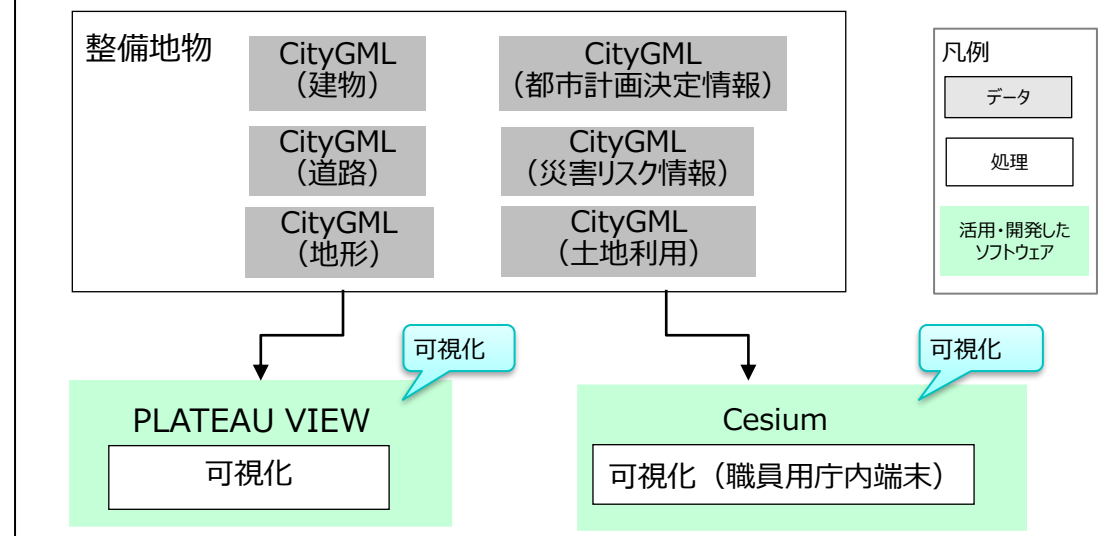 整備地物
CityGML
（建物）
CityGML
（都市計画決定情報）
CityGML
（道路）
CityGML
（災害リスク情報）
CityGML
（地形）
CityGML
（土地利用）
凡例
データ
処理
活用・開発した
ソフトウェア
可視化
可視化
PLATEAU VIEW
可視化
Cesium
可視化（職員用庁内端末）